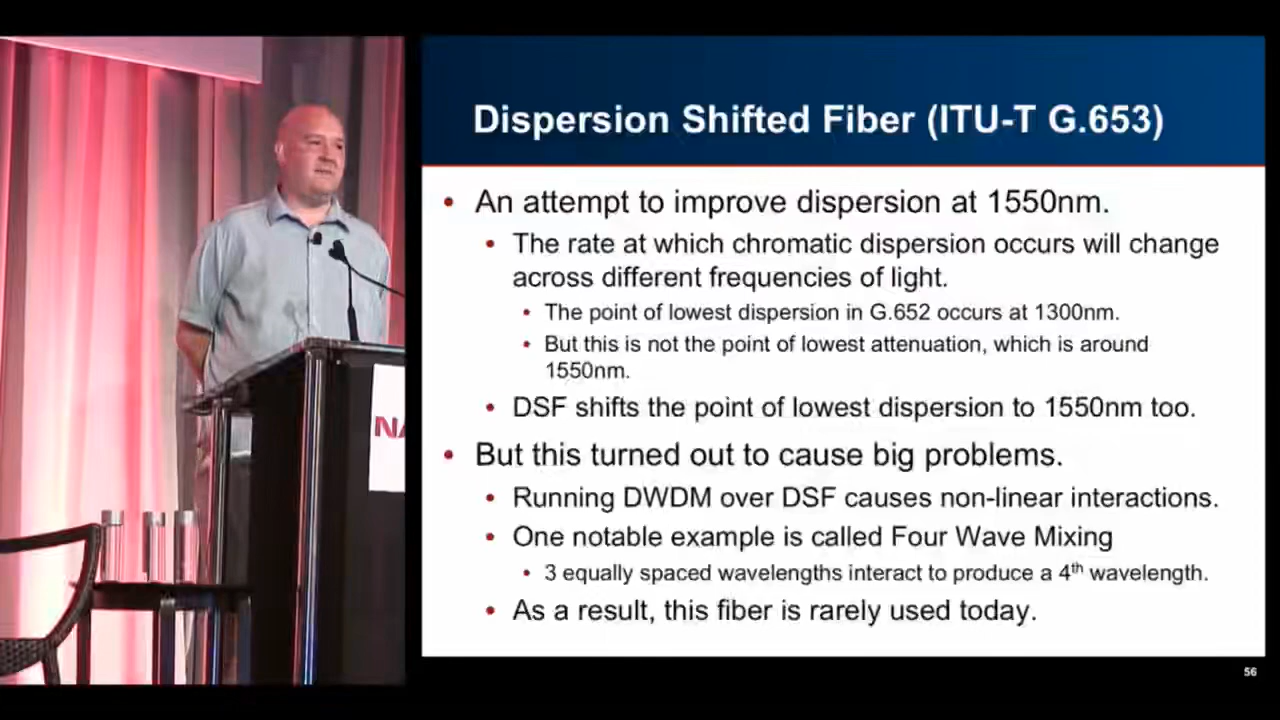 Dispersion Shifted Fiber (ITU-T G.653)
• An attempt to improve dispersion at 1550nm.
• The rate at which chromatic dispersion occurs will change
across different frequencies of light.
• The point of lowest dispersion in G.652 occurs at 1300nm.
• But this is not the point of lowest attenuation, which is around
1550nm.
• DSF shifts the point of lowest dispersion to 1550nm too.
• But this turned out to cause big problems.
• Running DWDM over DSF causes non-linear interactions.
• One notable example is called Four Wave Mixing
• 3 equally spaced wavelengths interact to produce a 4th wavelength.
• As a result, this fiber is rarely used today.
56
NA